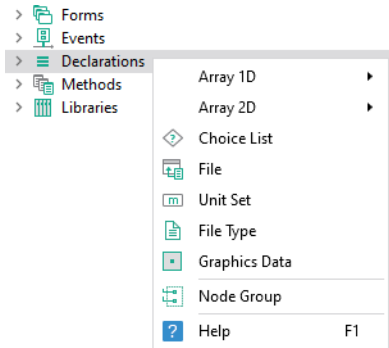 Forms
Events
Declarations
Methods
Libraries
Array 1D
Array 2D
Choice List
File
m Unit Set
File Type
Graphics Data
Node Group
? Help F1